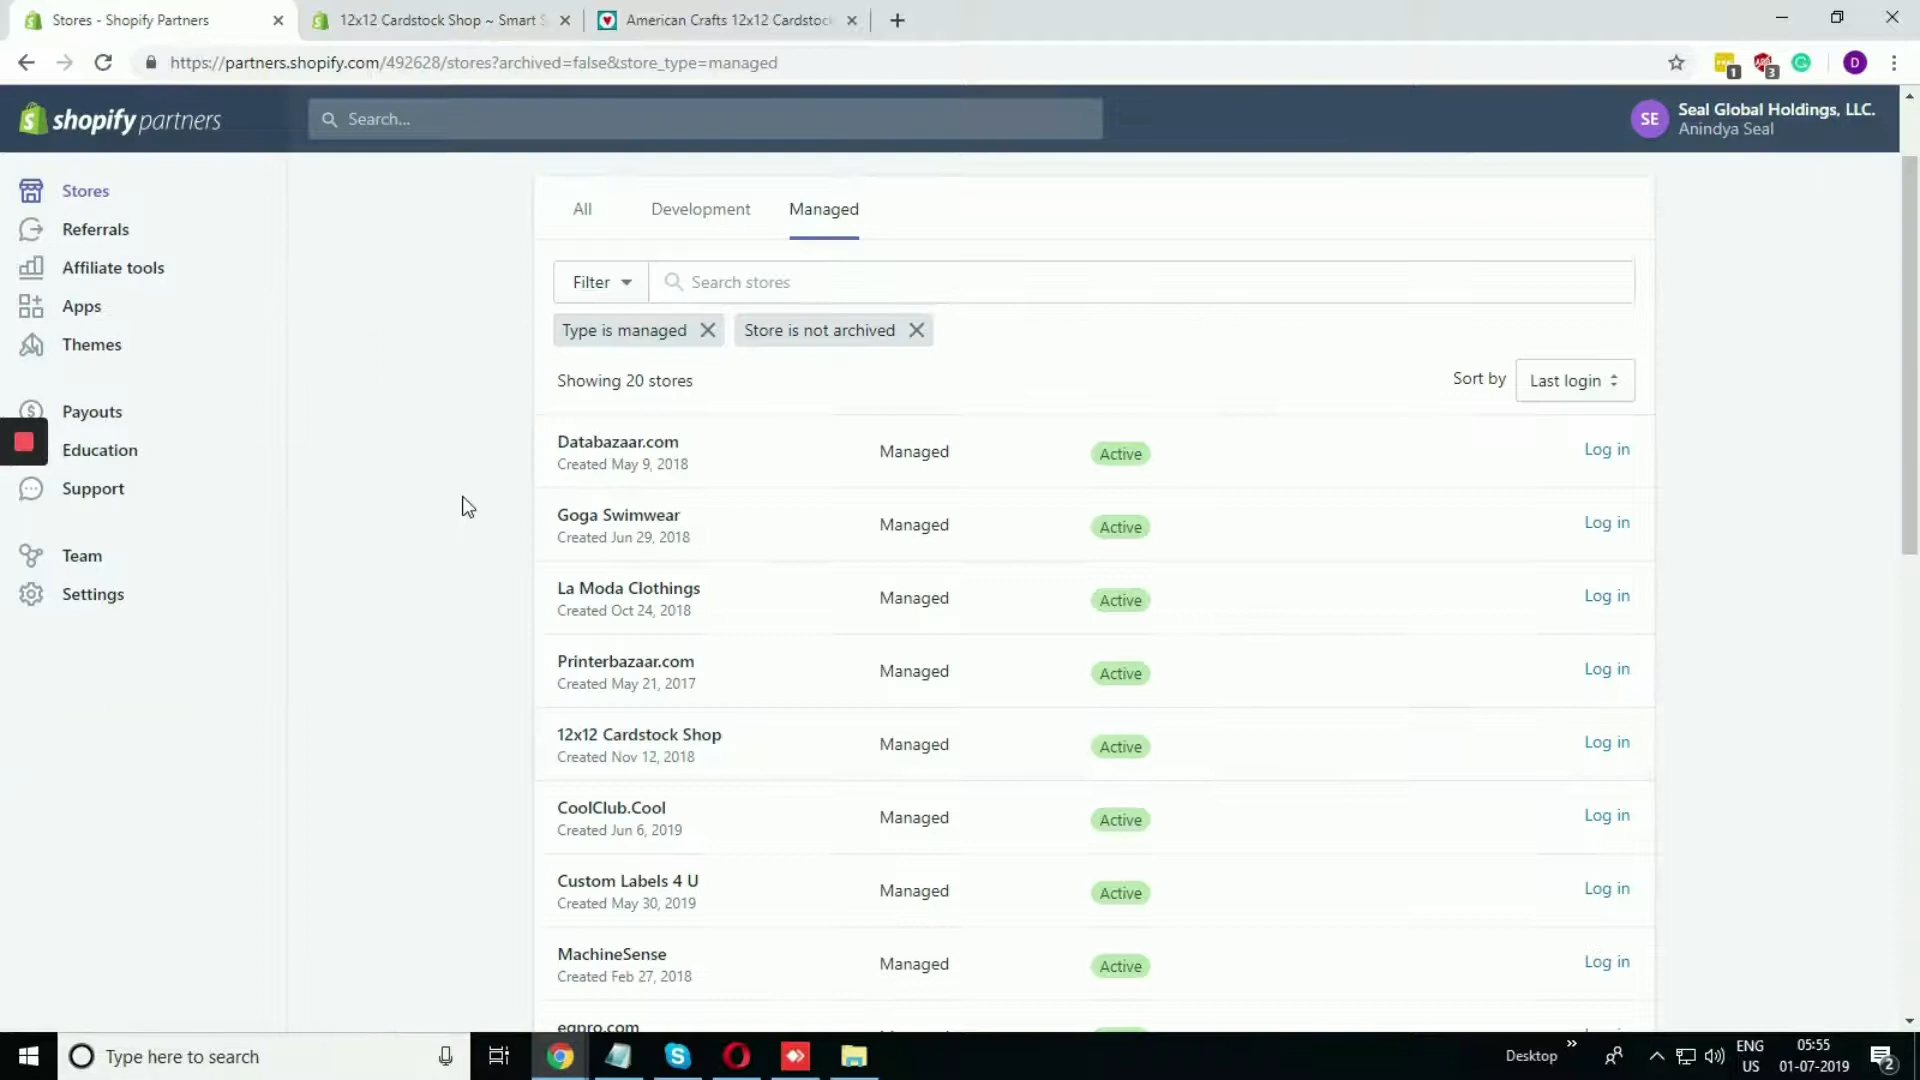 Stores - Shopify Partners
12x12 Cardstock Shop ~ Smart S
American Crafts 12x12 Cardstoc
https://partners.shopify.com/492628/stores?archived=false&store_type=managed
1
3
D
shopify partners
Search...
SE
Seal Global Holdings, LLC.
Anindya Seal
Stores
Referrals
Affiliate tools
Apps
Themes
Payouts
Education
Support
Team
Settings
All
Development
Managed
Filter
Search stores
Type is managed
Store is not archived
Showing 20 stores
Sort by
Last login
Databazaar.com
Created May 9, 2018
Managed
Active
Log in
Goga Swimwear
Created Jun 29, 2018
Managed
Active
Log in
La Moda Clothings
Created Oct 24, 2018
Managed
Active
Log in
Printerbazaar.com
Created May 21, 2017
Managed
Active
Log in
12x12 Cardstock Shop
Created Nov 12, 2018
Managed
Active
Log in
CoolClub.Cool
Created Jun 6, 2019
Managed
Active
Log in
Custom Labels 4 U
Created May 30, 2019
Managed
Active
Log in
MachineSense
Created Feb 27, 2018
Managed
Active
Log in
Type here to search
Desktop
ENG
US
05:55
01-07-2019
2